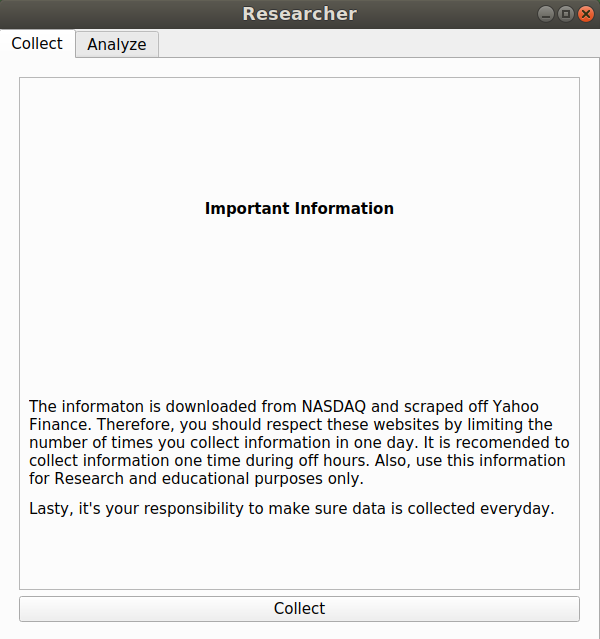 Researcher
Collect
Analyze
Important Information
The informaton is downloaded from NASDAQ and scraped off Yahoo
Finance. Therefore, you should respect these websites by limiting the
number of times you collect information in one day. It is recomended to
collect information one time during off hours. Also, use this information
for Research and educational purposes only.
Lasty, it's your responsibility to make sure data is collected everyday.
Collect